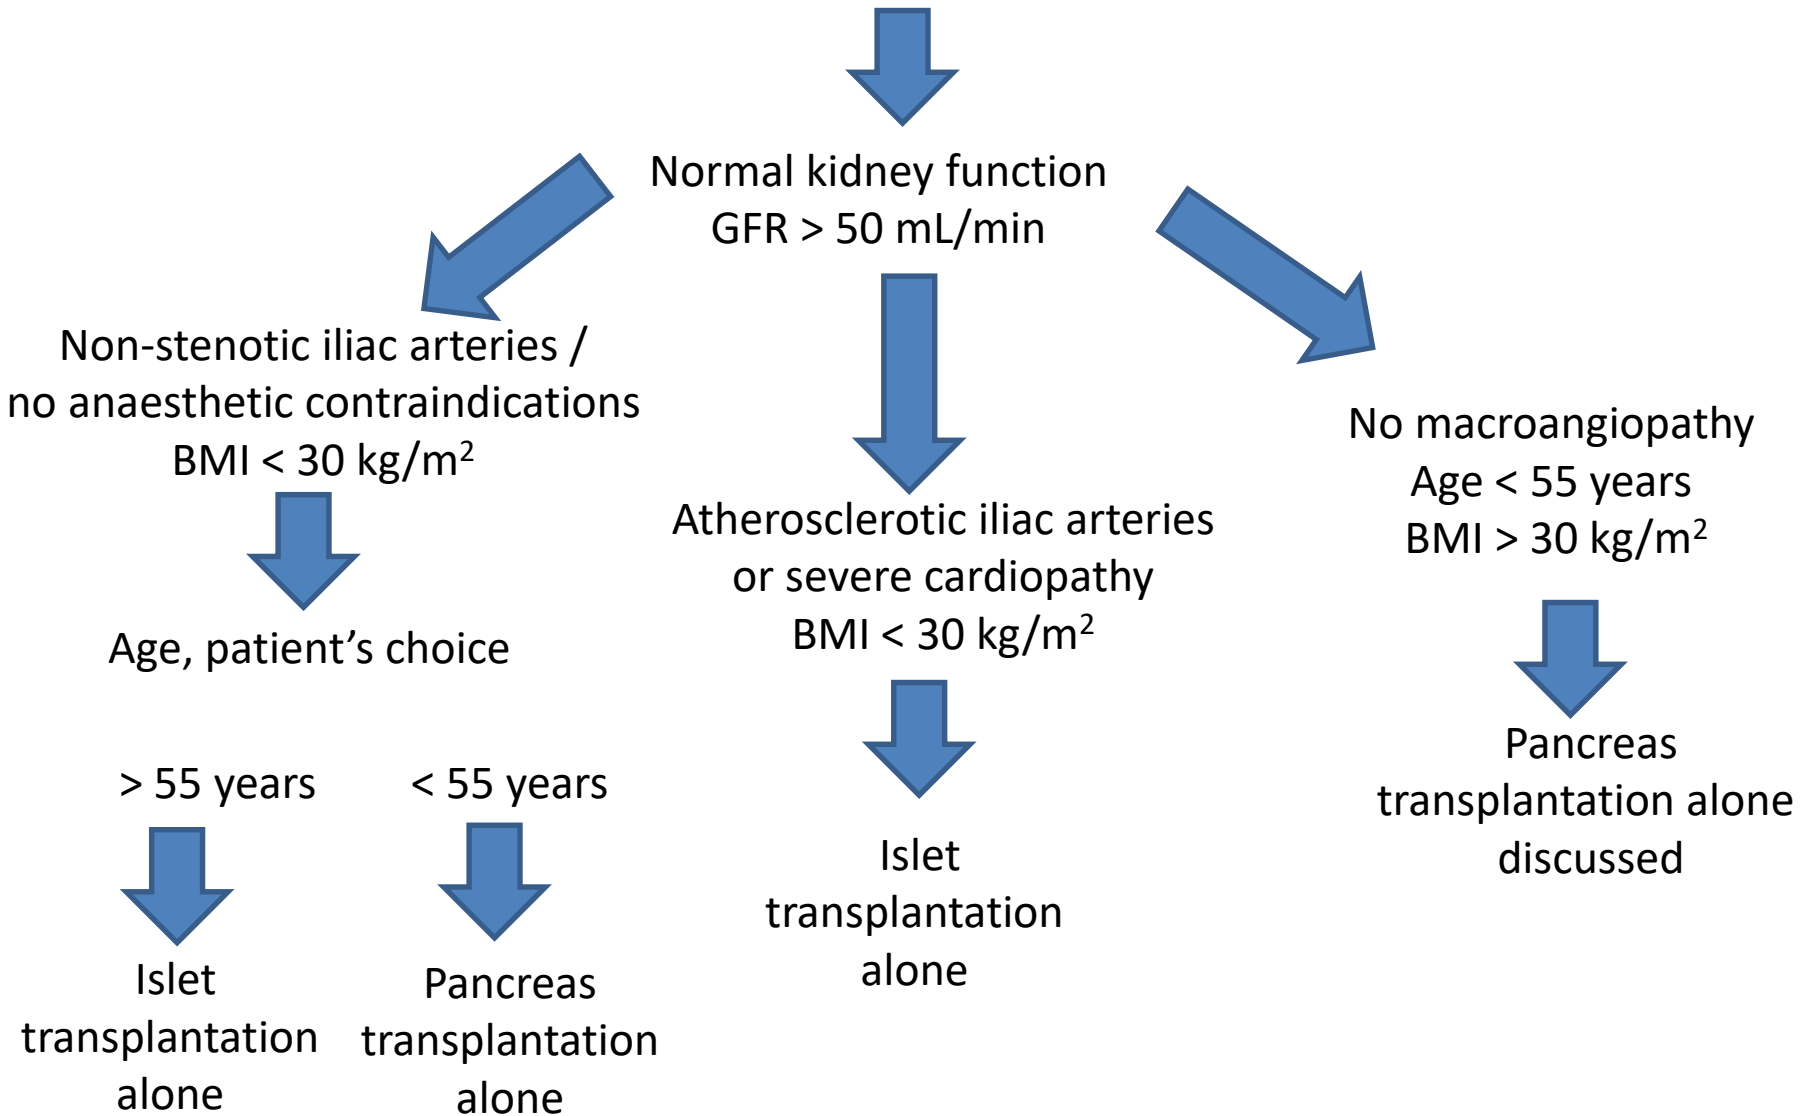 Normal kidney function
GFR > 50 mL/min
Non-stenotic iliac arteries /
no anaesthetic contraindications
BMI < 30 kg/m²
Age, patient’s choice
> 55 years
< 55 years
Islet
transplantation
alone
Pancreas
transplantation
alone
Atherosclerotic iliac arteries
or severe cardiopathy
BMI < 30 kg/m²
Islet
transplantation
alone
No macroangiopathy
Age < 55 years
BMI > 30 kg/m²
Pancreas
transplantation alone
discussed